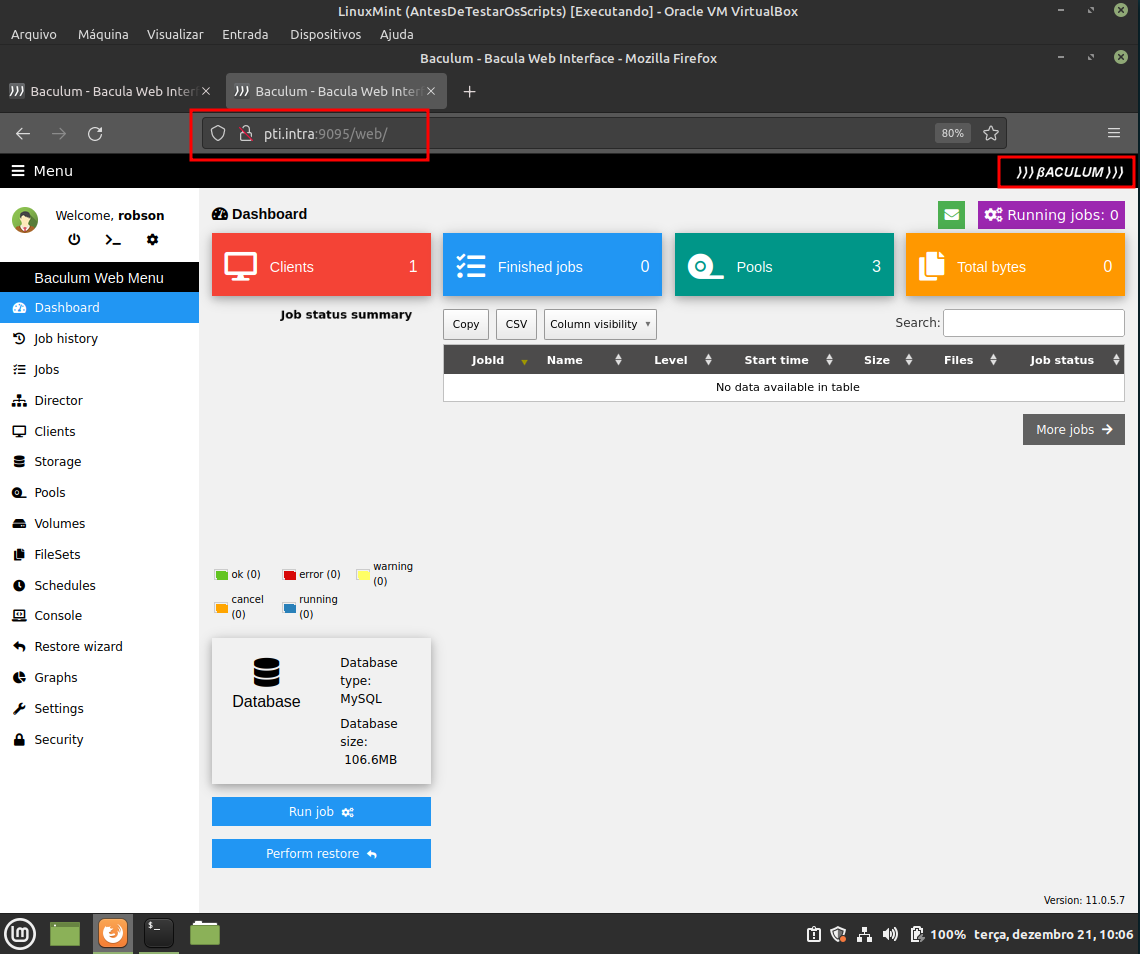 LinuxMint (AntesDeTestarOsScripts) [Executando] - Oracle VM VirtualBox
Arquivo Máquina Visualizar Entrada Dispositivos Ajuda
Baculum - Bacula Web Interface - Mozilla Firefox
Baculum - Bacula Web Inter Baculum - Bacula Web Interf
pti.intra:9095/web/ 80%
Menu ))) βACULUM )))
Welcome, robson
Baculum Web Menu
Dashboard
Job history
Jobs
Director
Clients
Storage
Pools
Volumes
FileSets
Schedules
Console
Restore wizard
Graphs
Settings
Security
Dashboard
Running jobs: 0
Clients 1
Finished jobs 0
Pools 3
Total bytes 0
Job status summary
ok (0) error (0) warning
(0)
cancel
(0)
running
(0)
Copy CSV Column visibility Search:
JobId Name Level Start time Size Files Job status
No data available in table
More jobs
Database
Database
type:
MySQL
Database
size:
106.6MB
Run job
Perform restore
Version: 11.0.5.7
100% terça, dezembro 21, 10:06